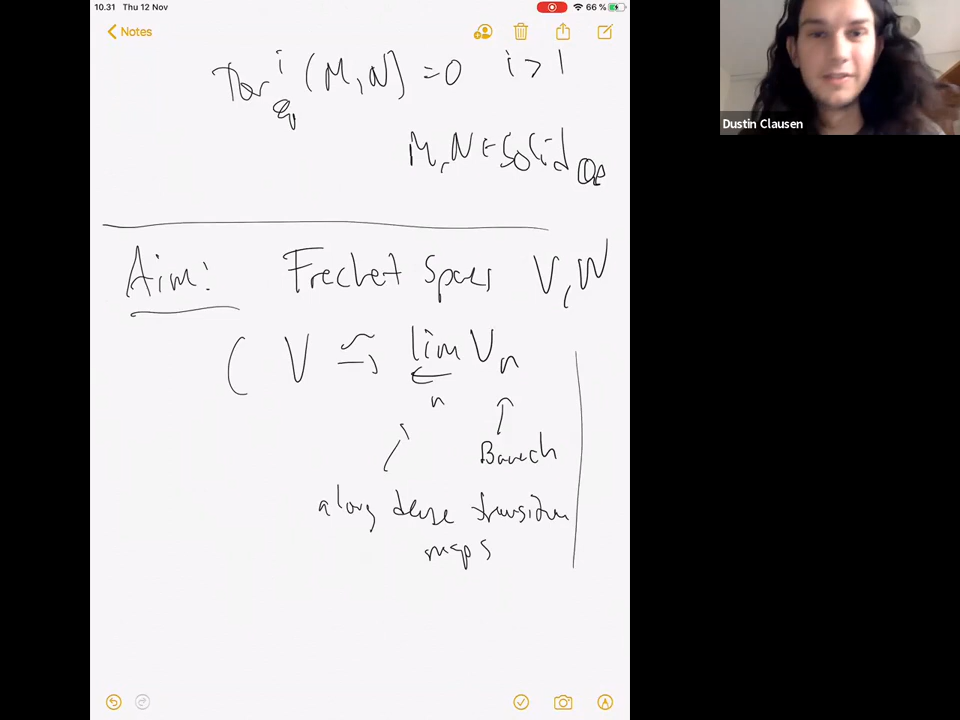 10.31 Thu 12 Nov
66 %
Notes
Tor^i_{Q_p} (M, N) = 0 i > 1
M, N ∈ Solid_{Q_p}
Dustin Clausen
Aim: Frechet Spaces V, W
( V ≃→ lim← V_n
n
Banach
along dense transition
maps